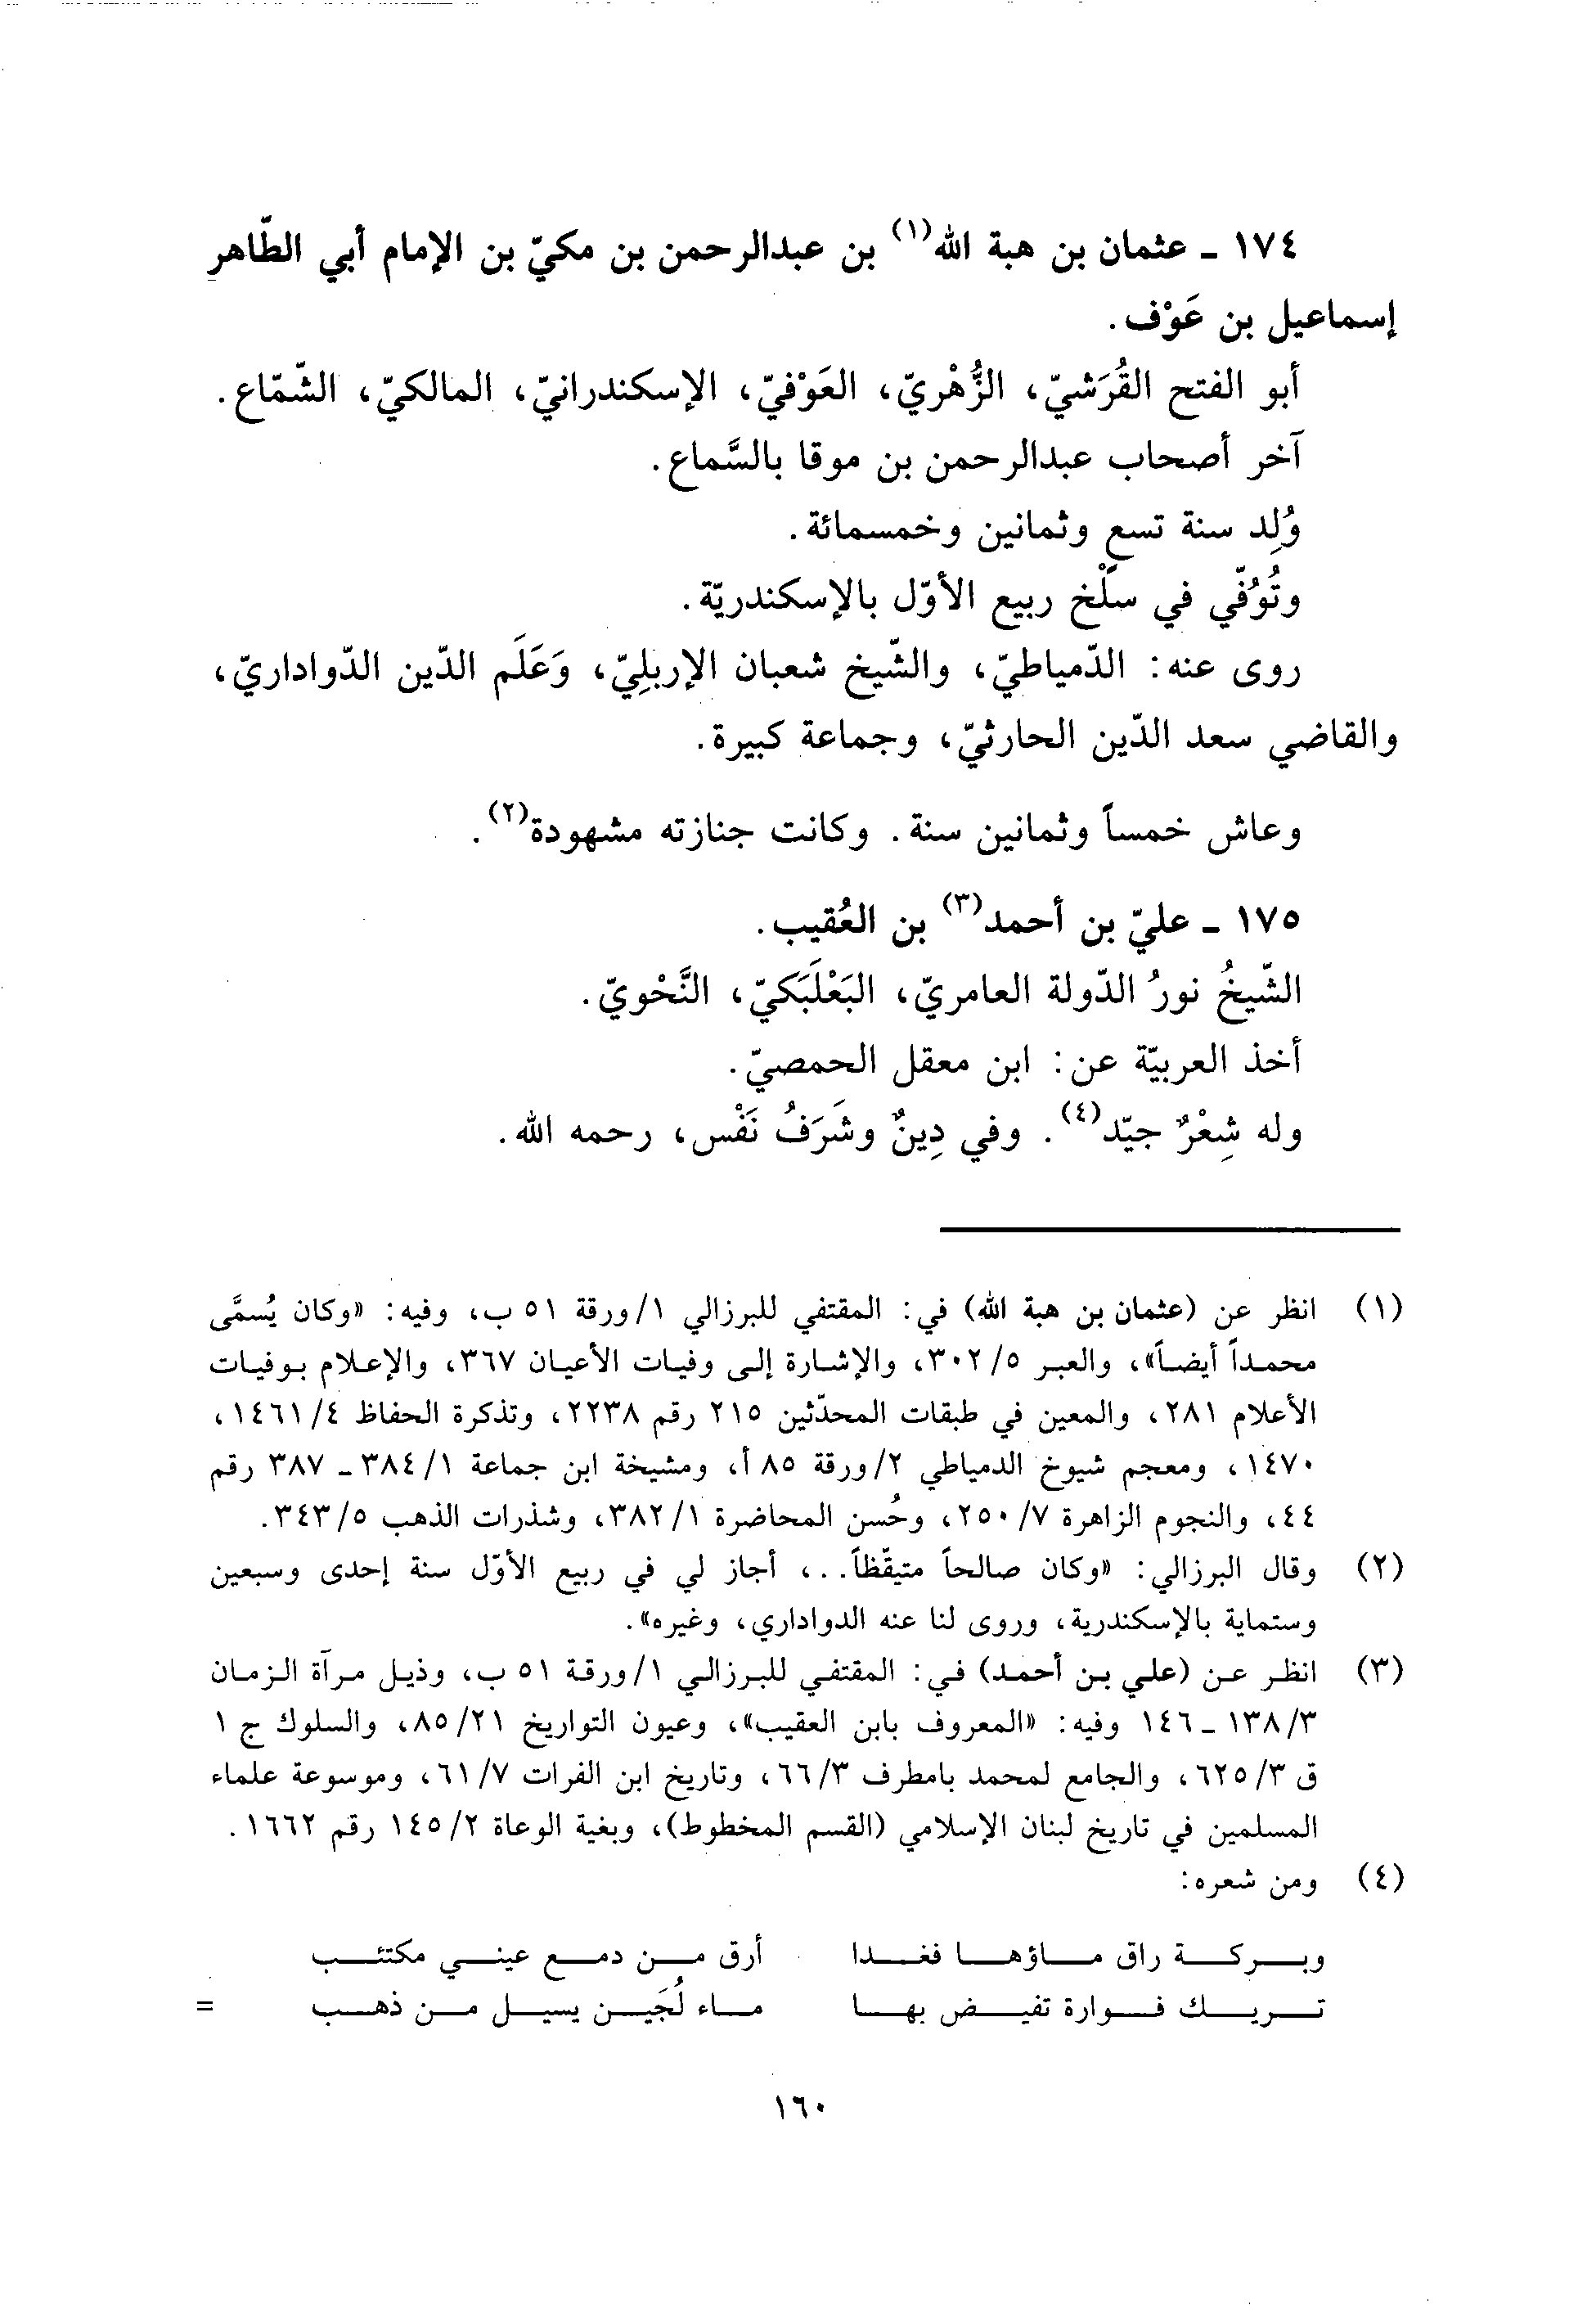 ١٧٤ ـ عثمان بن هبة الله(١) بن عبدالرحمن بن مكيّ بن الإمام أبي الطّاهر
إسماعيل بن عَوْف.
أبو الفتح القُرَشيّ، الزُّهْريّ، العَوْفيّ، الإسكندرانيّ، المالكيّ، الشّمّاع.
آخر أصحاب عبدالرحمن بن موقا بالسَّماع.
وُلِد سنة تسعٍ وثمانين وخمسمائة.
وتُوُفّي في سلْخ ربيع الأوّل بالإسكندريّة.
روى عنه: الدّمياطيّ، والشّيخ شعبان الإربلِيّ، وَعَلَم الدّين الدّواداريّ،
والقاضي سعد الدّين الحارثيّ، وجماعة كبيرة.
وعاش خمساً وثمانين سنة. وكانت جنازته مشهودة(٢).
١٧٥ ـ عليّ بن أحمد(٣) بن العُقيب.
الشّيخُ نورُ الدّولة العامريّ، البَعْلَبَكيّ، النَّحْويّ.
أخذ العربيّة عن: ابن معقل الحمصيّ.
وله شِعْرٌ جيّد(٤). وفي دِينٌ وشَرَفُ نَفْس، رحمه الله.
(١) انظر عن (عثمان بن هبة الله) في: المقتفي للبرزالي ١/ورقة ٥١ ب، وفيه: «وكان يُسمَّى
محمداً أيضاً»، والعبر ٥/٣٠٢، والإشارة إلى وفيات الأعيان ٣٦٧، والإعلام بوفيات
الأعلام ٢٨١، والمعين في طبقات المحدّثين ٢١٥ رقم ٢٢٣٨، وتذكرة الحفاظ ٤/١٤٦١،
١٤٧٠، ومعجم شيوخ الدمياطي ٢/ورقة ٨٥ أ، ومشيخة ابن جماعة ١/٣٨٤ ـ ٣٨٧ رقم
٤٤، والنجوم الزاهرة ٧/٢٥٠، وحُسن المحاضرة ١/٣٨٢، وشذرات الذهب ٥/٣٤٣.
(٢) وقال البرزالي: «وكان صالحاً متيقّظاً...، أجاز لي في ربيع الأوّل سنة إحدى وسبعين
وستماية بالإسكندرية، وروى لنا عنه الدواداري، وغيره».
(٣) انظر عن (علي بن أحمد) في: المقتفي للبرزالي ١/ورقة ٥١ ب، وذيل مرآة الزمان
٣/١٣٨ ـ ١٤٦ وفيه: «المعروف بابن العقيب»، وعيون التواريخ ٢١/٨٥، والسلوك ج ١
ق ٣/٦٢٥، والجامع لمحمد بامطرف ٣/٦٦، وتاريخ ابن الفرات ٧/٦١، وموسوعة علماء
المسلمين في تاريخ لبنان الإسلامي (القسم المخطوط)، وبغية الوعاة ٢/١٤٥ رقم ١٦٦٢.
(٤) ومن شعره:
وبركة راق ماؤها فغدا أرق من دمع عيني مكتئب
تريك فوارة تفيض بها ماء لُجَين يسيل من ذهب =
١٦٠